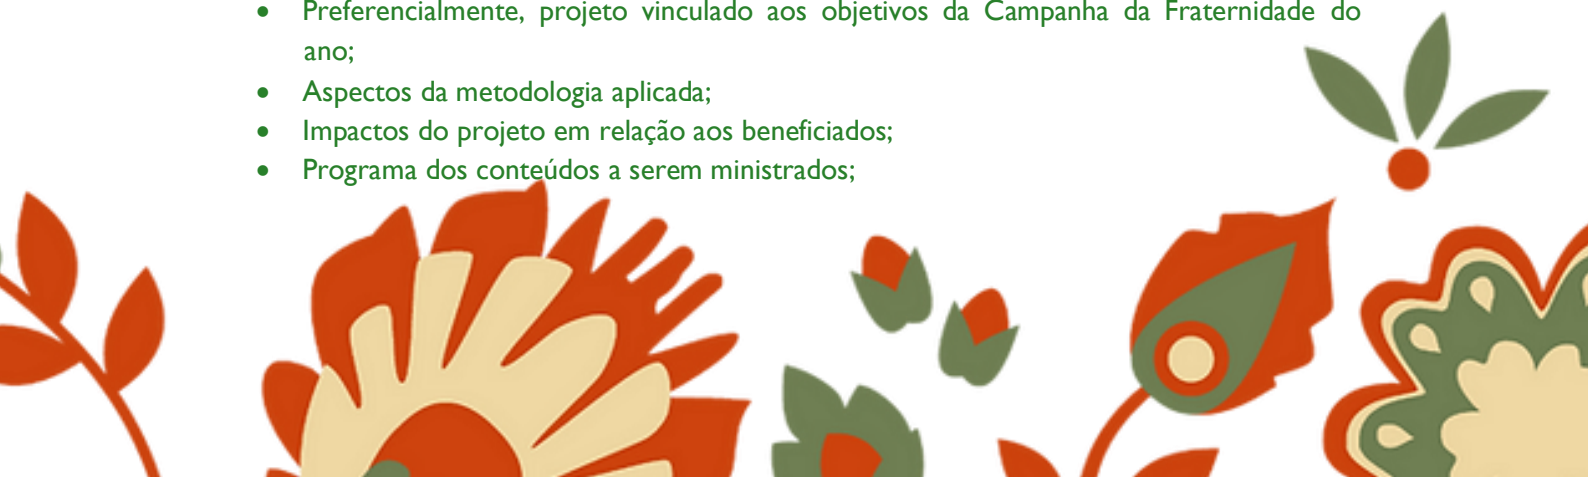 • Preferencialmente, projeto vinculado aos objetivos da Campanha da Fraternidade do
ano;
• Aspectos da metodologia aplicada;
• Impactos do projeto em relação aos beneficiados;
• Programa dos conteúdos a serem ministrados;